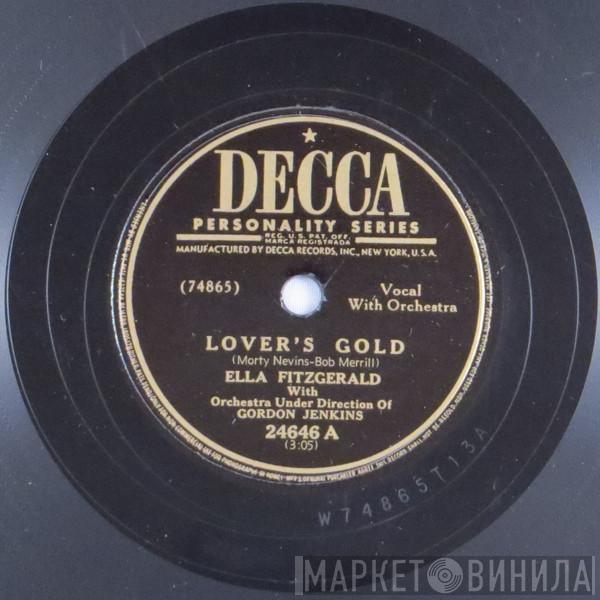 DECCA
PERSONALITY SERIES
REG. U.S. PAT. OFF.
MARCA REGISTRADA
MANUFACTURED BY DECCA RECORDS, INC., NEW YORK, U.S.A.
(74865)
Vocal
With Orchestra
LOVER'S GOLD
(Morty Nevins-Bob Merrill)
ELLA FITZGERALD
With
Orchestra Under Direction Of
GORDON JENKINS
24646 A
(3:05)
W74865T13A
МАРКЕТ ВИНИЛА